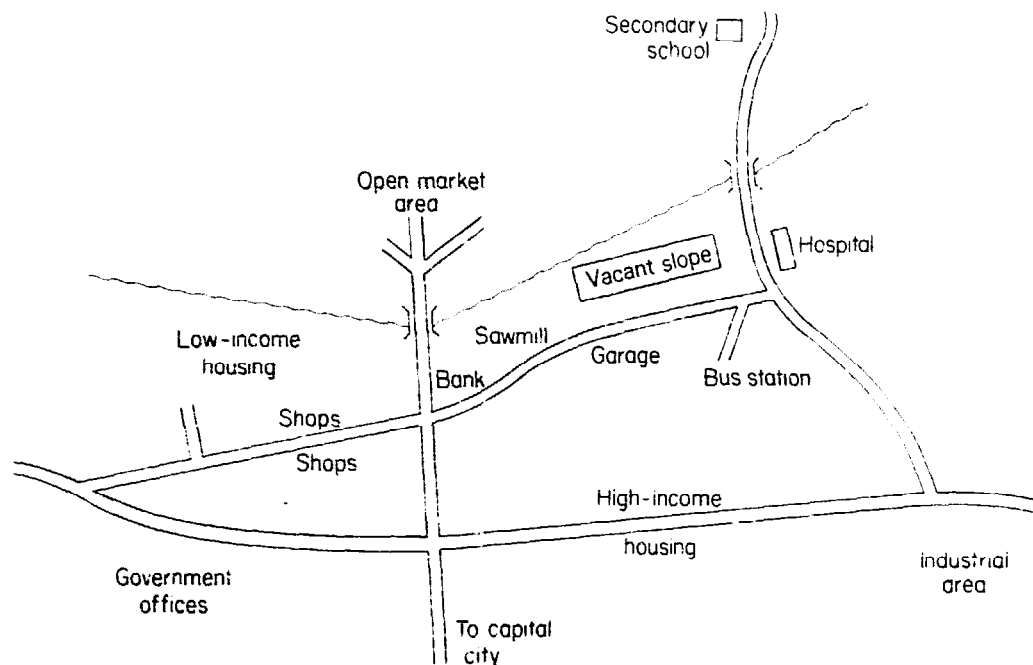 Secondary
school
Open market
area
Hospital
Vacant slope
Low-income
housing
Sawmill
Garage
Bank
Bus station
Shops
Shops
High-income
housing
Government
offices
Industrial
area
To capital
city